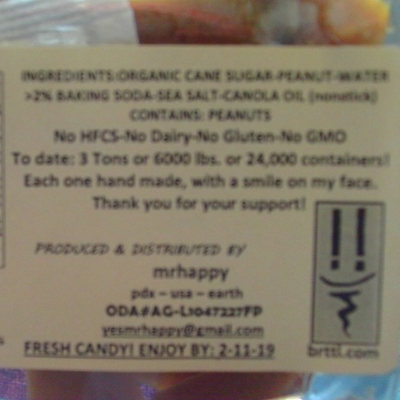 INGREDIENTS:ORGANIC CANE SUGAR-PEANUT-WATER
>2% BAKING SODA-SEA SALT-CANOLA OIL (nonstick)
CONTAINS: PEANUTS
No HFCS-No Dairy-No Gluten-No GMO
To date: 3 Tons or 6000 lbs. or 24,000 containers!
Each one hand made, with a smile on my face.
Thank you for your support!
PRODUCED & DISTRIBUTED BY
mrhappy
pdx – usa – earth
ODA#AG-L1047227FP
yesmrhappy@gmail.com
FRESH CANDY! ENJOY BY: 2-11-19
brttl.com